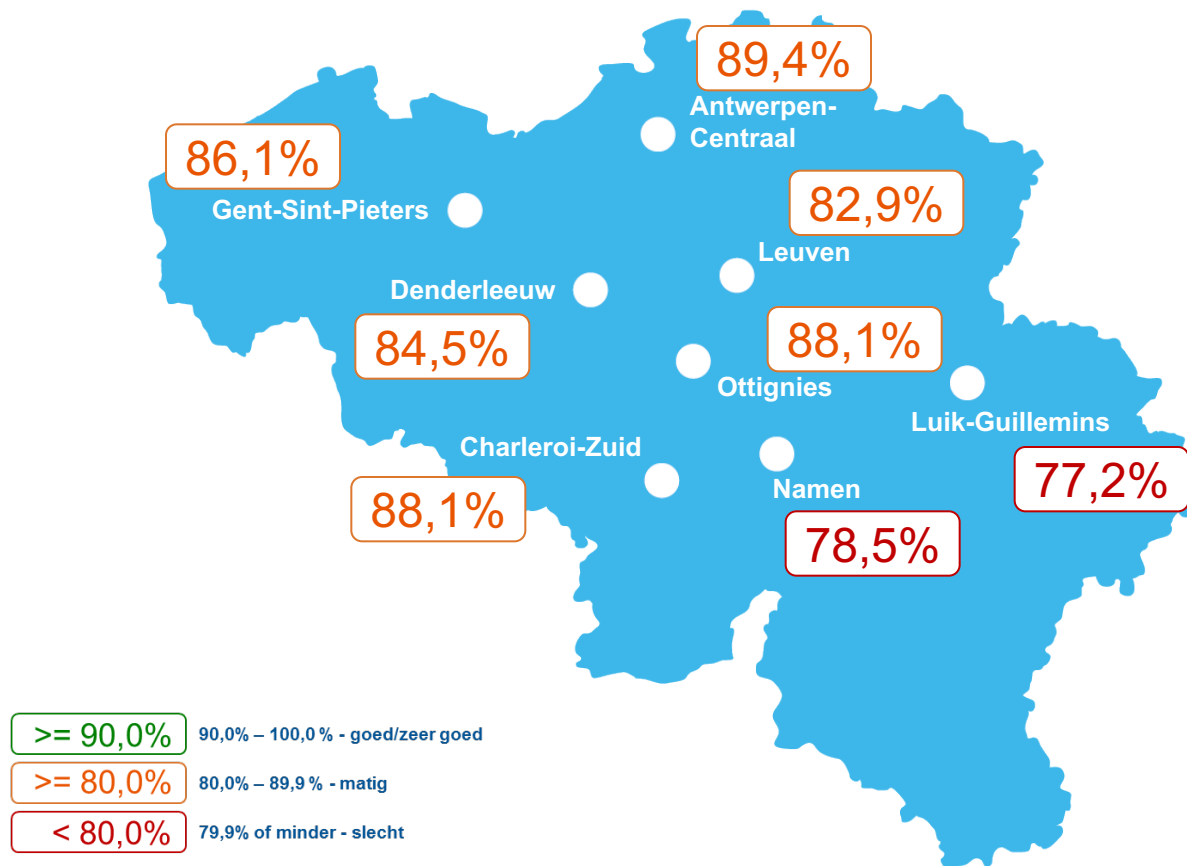 89,4%
Antwerpen-
Centraal
86,1%
Gent-Sint-Pieters
82,9%
Leuven
Denderleeuw
84,5%
88,1%
Ottignies
Luik-Guillemins
77,2%
Charleroi-Zuid
88,1%
Namen
78,5%
>= 90,0% 90,0% – 100,0 % - goed/zeer goed
>= 80,0% 80,0% – 89,9 % - matig
< 80,0% 79,9% of minder - slecht